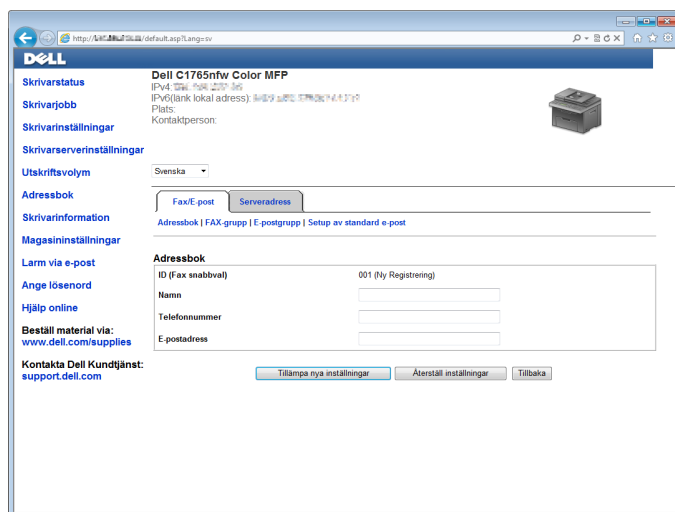 http://
/default.asp?Lang=sv
DELL
Dell C1765nfw Color MFP
IPv4:
IPv6(länk lokal adress):
Plats:
Kontaktperson:
Skrivarstatus
Skrivarjobb
Skrivarinställningar
Skrivarserverinställningar
Utskriftsvolym
Adressbok
Skrivarinformation
Magasininställningar
Larm via e-post
Ange lösenord
Hjälp online
Beställ material via:
www.dell.com/supplies
Kontakta Dell Kundtjänst:
support.dell.com
Svenska
Fax/E-post
Serveradress
Adressbok | FAX-grupp | E-postgrupp | Setup av standard e-post
Adressbok
ID (Fax snabbval) 001 (Ny Registrering)
Namn
Telefonnummer
E-postadress
Tillämpa nya inställningar Återställ inställningar Tillbaka